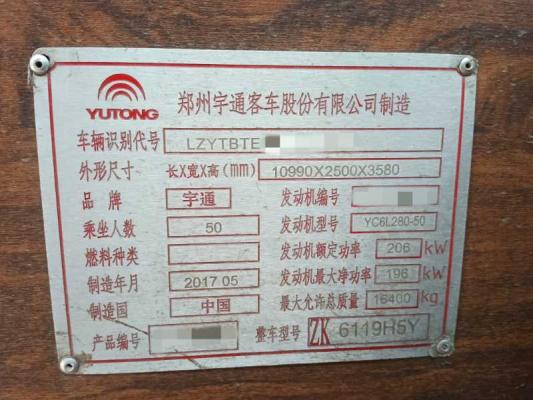 YUTONG 郑州宇通客车股份有限公司制造
车辆识别代号 LZYTBTE
外形尺寸 长X宽X高(mm) 10990X2500X3580
品牌 宇通 发动机编号
乘坐人数 50 发动机型号 YC6L280-50
燃料种类 发动机额定功率 206 kW
制造年月 2017 05 发动机最大净功率 196 kW
制造国 中国 最大允许总质量 16400 kg
产品编号 整车型号 ZK 6119H5Y